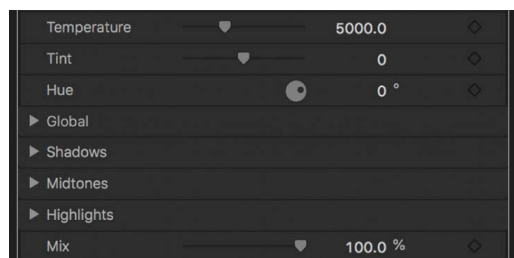 Temperature 5000.0
Tint 0
Hue 0 °
Global
Shadows
Midtones
Highlights
Mix 100.0 %